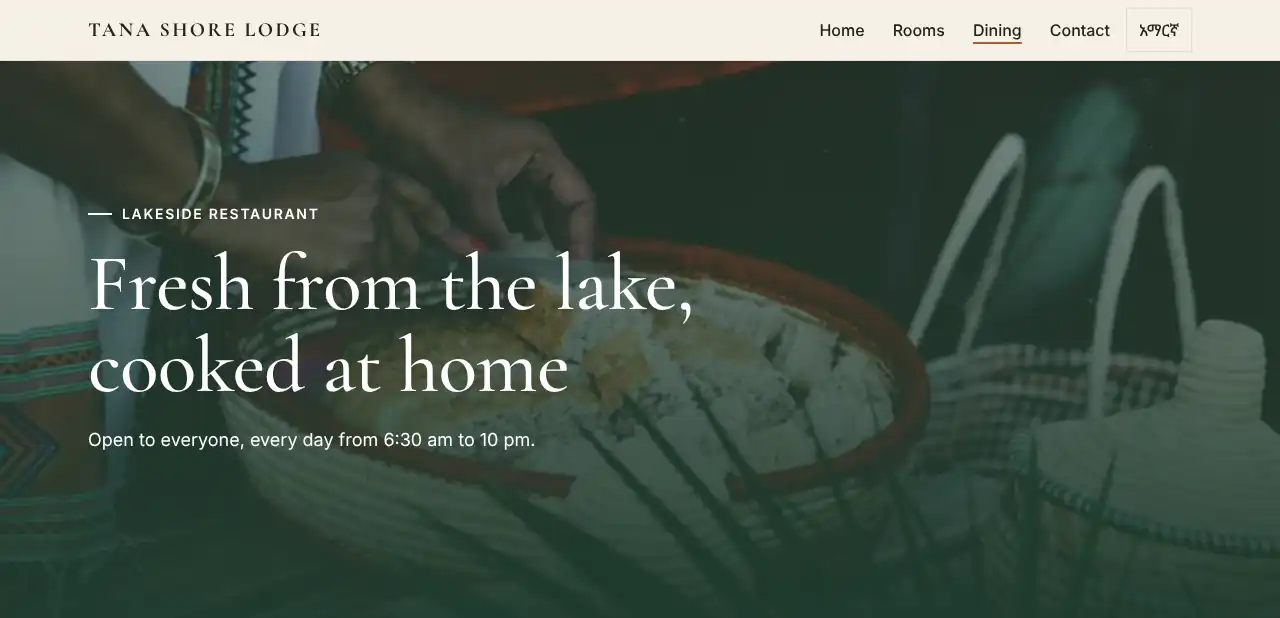 TANA SHORE LODGE
Home Rooms Dining Contact አማርኛ
LAKESIDE RESTAURANT
Fresh from the lake,
cooked at home
Open to everyone, every day from 6:30 am to 10 pm.